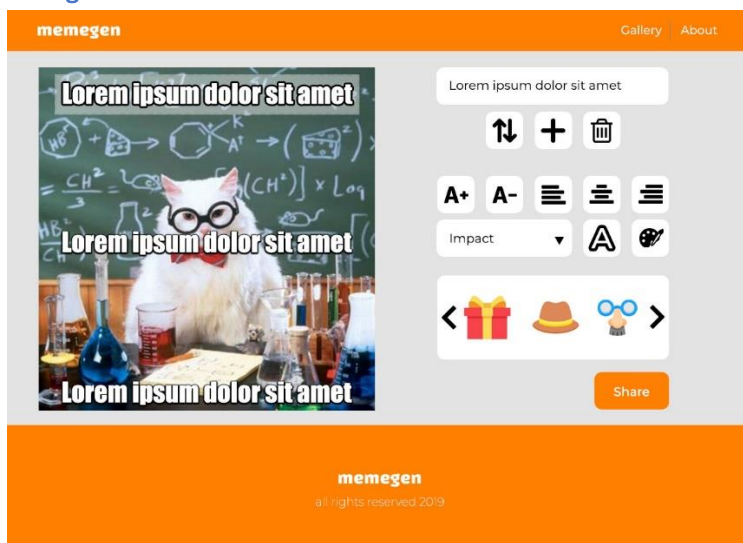 memegen
Gallery About
Lorem ipsum dolor sit amet
Lorem ipsum dolor sit amet
Lorem ipsum dolor sit amet
Lorem ipsum dolor sit amet
A+ A-
Impact
A
Share
memegen
all rights reserved 2019